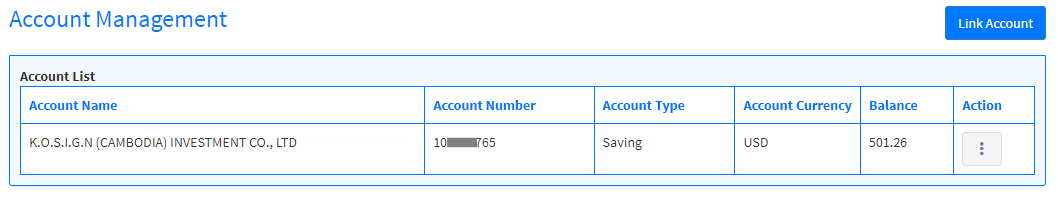 Account Management
Link Account
Account List
Account Name Account Number Account Type Account Currency Balance Action
K.O.S.I.G.N (CAMBODIA) INVESTMENT CO., LTD 10 765 Saving USD 501.26